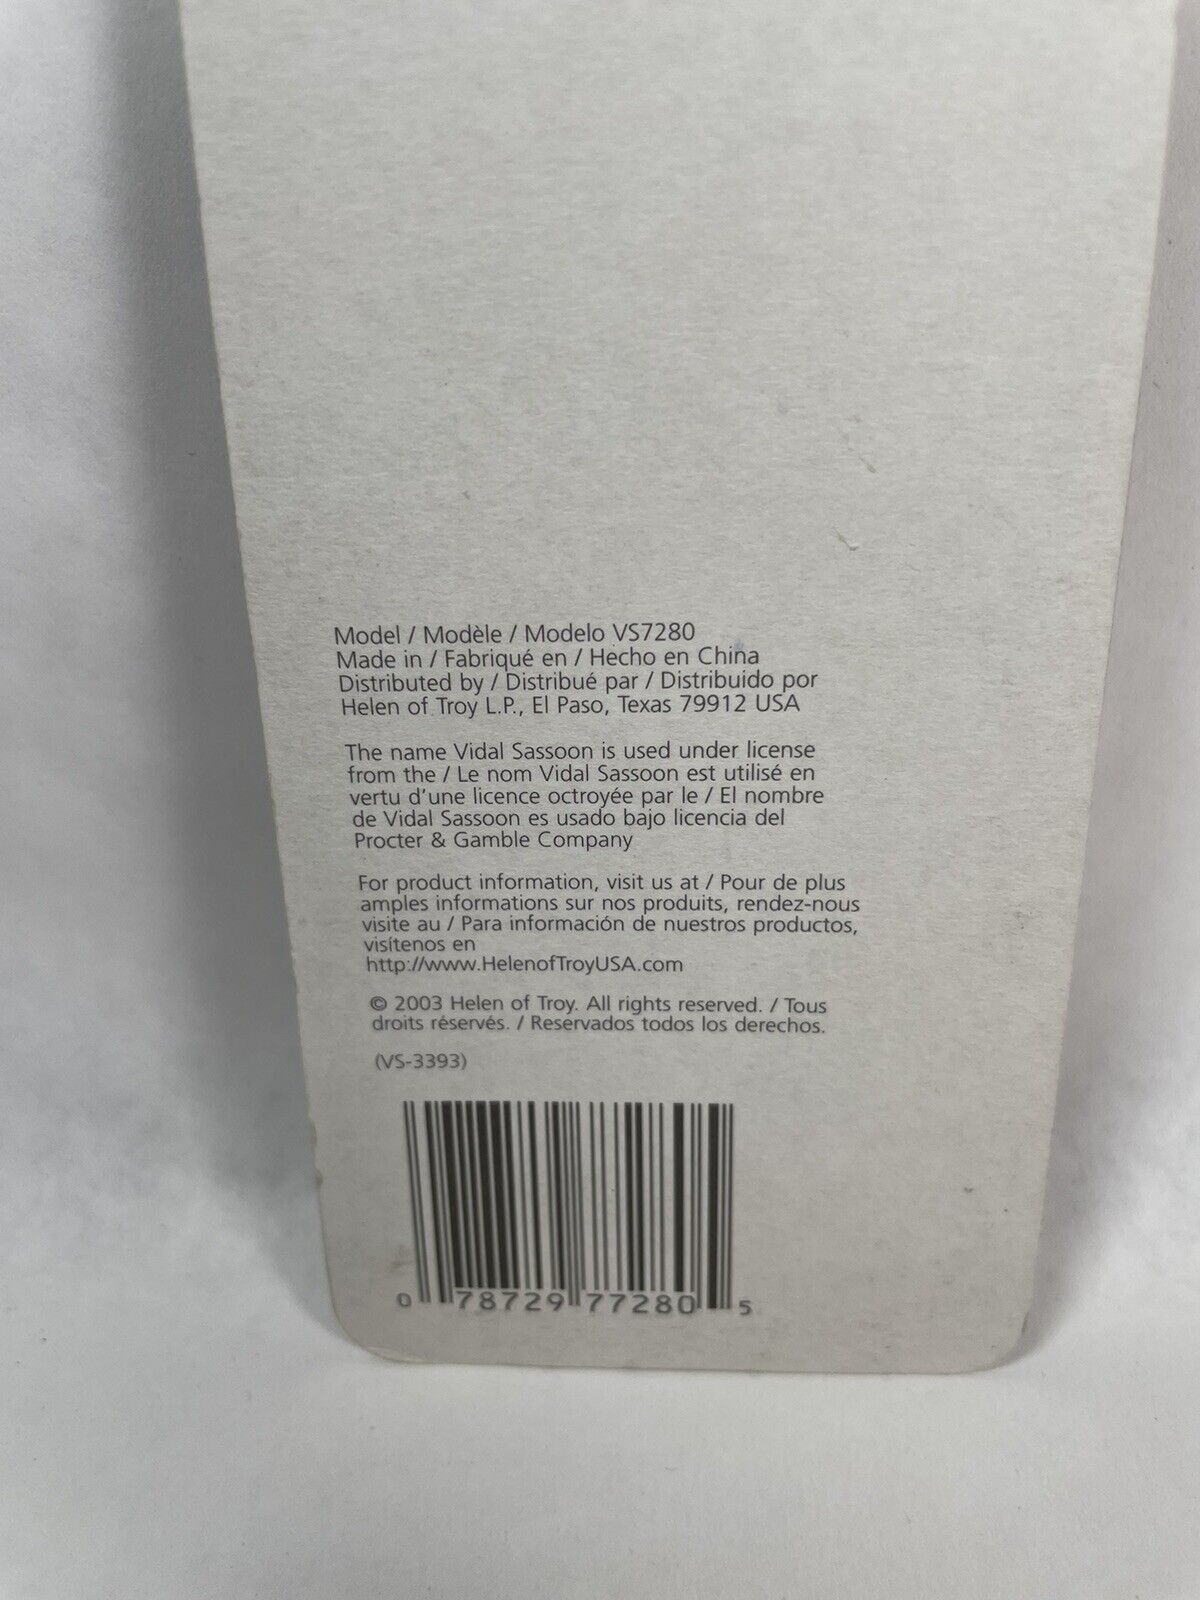 Model / Modèle / Modelo VS7280
Made in / Fabriqué en / Hecho en China
Distributed by / Distribué par / Distribuido por
Helen of Troy L.P., El Paso, Texas 79912 USA
The name Vidal Sassoon is used under license
from the / Le nom Vidal Sassoon est utilisé en
vertu d'une licence octroyée par le / El nombre
de Vidal Sassoon es usado bajo licencia del
Procter & Gamble Company
For product information, visit us at / Pour de plus
amples informations sur nos produits, rendez-nous
visite au / Para información de nuestros productos,
visítenos en
http://www.HelenofTroyUSA.com
© 2003 Helen of Troy. All rights reserved. / Tous
droits réservés. / Reservados todos los derechos.
(VS-3393)
0 78729 77280 5